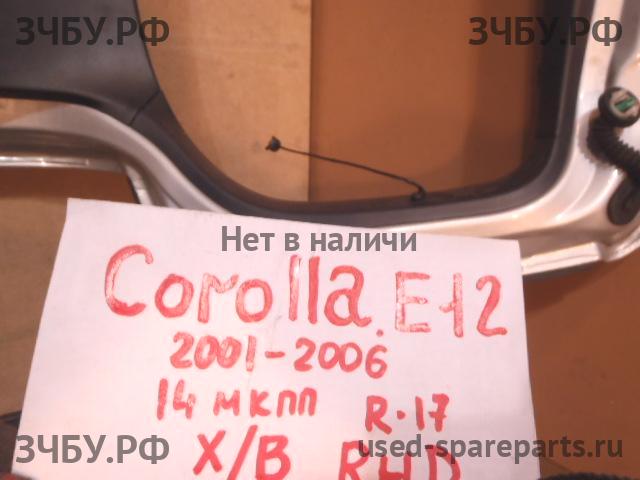 ЗЧБУ.РФ ЗЧБУ.РФ
Нет в наличи
Corolla. E12
2001-2006
14 мкпп R-17
ЗЧБУ.РФ used-spareparts.ru
Х/В RHD